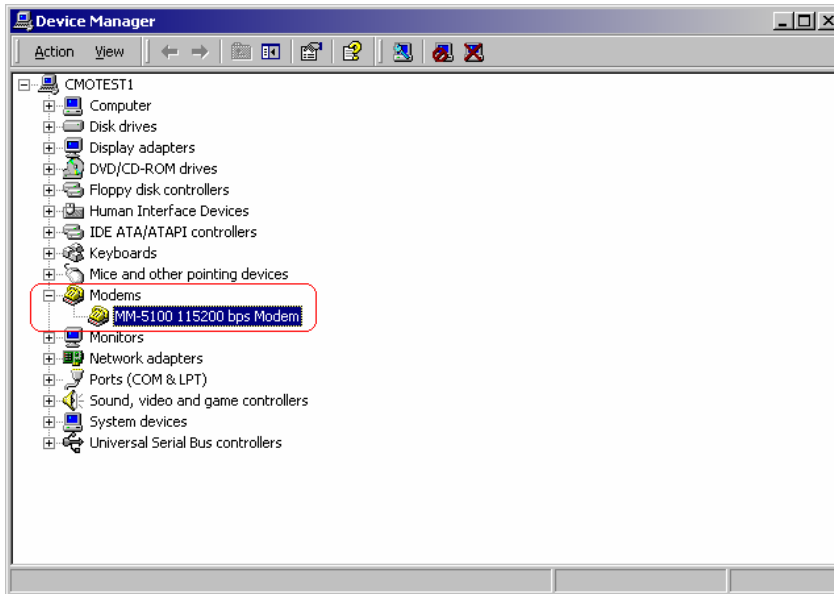 Device Manager
Action View
CMOTEST1
Computer
Disk drives
Display adapters
DVD/CD-ROM drives
Floppy disk controllers
Human Interface Devices
IDE ATA/ATAPI controllers
Keyboards
Mice and other pointing devices
Modems
MM-5100 115200 bps Modem
Monitors
Network adapters
Ports (COM & LPT)
Sound, video and game controllers
System devices
Universal Serial Bus controllers